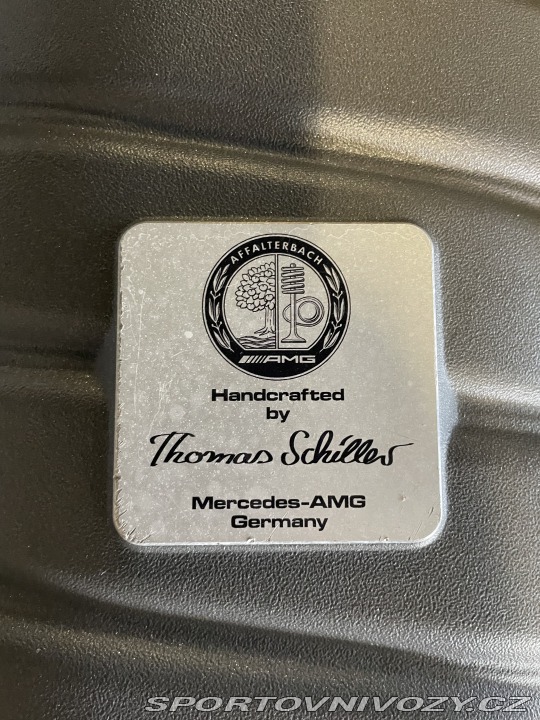 AFFALTERBACH
AMG
Handcrafted
by
Thomas Schiller
Mercedes-AMG
Germany
SPORTOVNIVOZY.CZ